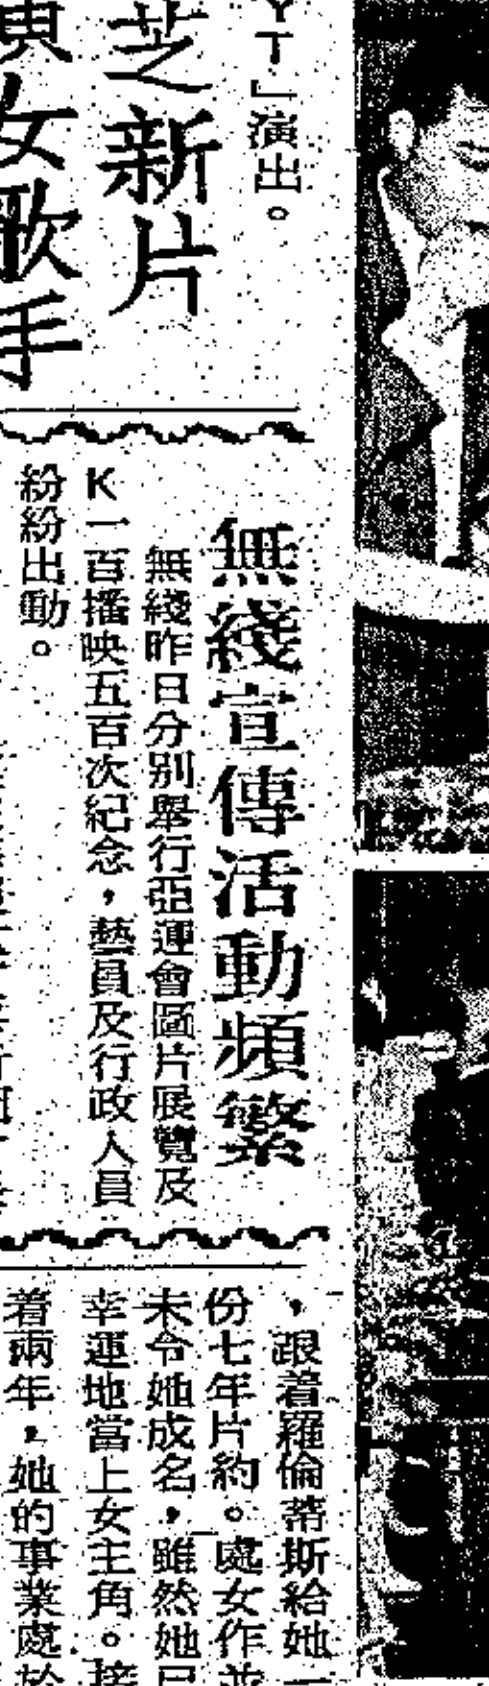 YT」演出。
芝新片
女歌手
無綫宣傳活動頻繁
無綫昨日分别舉行亞運會圖片展覽及
K一百播映五百次紀念，藝員及行政人員
紛紛出動。
，跟着羅倫蒂斯給她一
份七年片約。處女作並
未令她成名，雖然她已
幸運地當上女主角。接
着兩年，她的事業處於